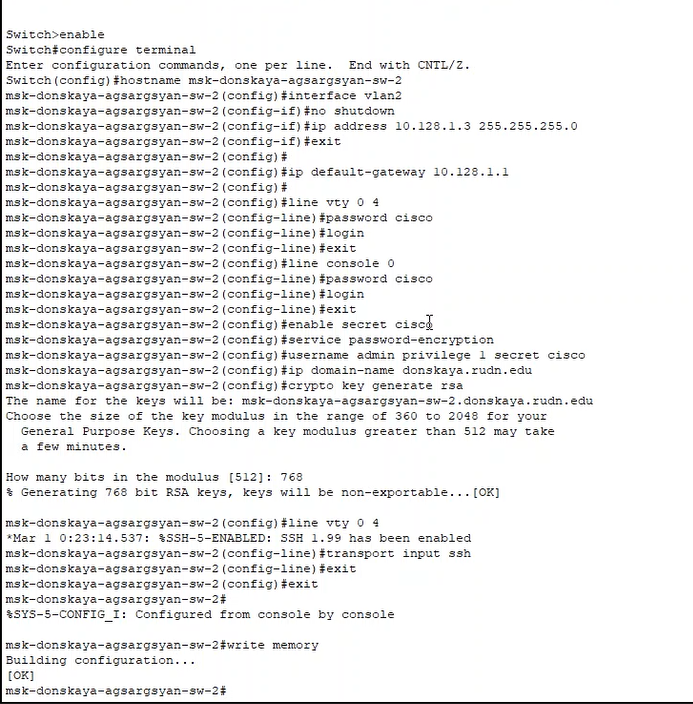 Switch>enable
Switch#configure terminal
Enter configuration commands, one per line.  End with CNTL/Z.
Switch(config)#hostname msk-donskaya-agsargsyan-sw-2
msk-donskaya-agsargsyan-sw-2(config)#interface vlan2
msk-donskaya-agsargsyan-sw-2(config-if)#no shutdown
msk-donskaya-agsargsyan-sw-2(config-if)#ip address 10.128.1.3 255.255.255.0
msk-donskaya-agsargsyan-sw-2(config-if)#exit
msk-donskaya-agsargsyan-sw-2(config)#
msk-donskaya-agsargsyan-sw-2(config)#ip default-gateway 10.128.1.1
msk-donskaya-agsargsyan-sw-2(config)#
msk-donskaya-agsargsyan-sw-2(config)#line vty 0 4
msk-donskaya-agsargsyan-sw-2(config-line)#password cisco
msk-donskaya-agsargsyan-sw-2(config-line)#login
msk-donskaya-agsargsyan-sw-2(config-line)#exit
msk-donskaya-agsargsyan-sw-2(config)#line console 0
msk-donskaya-agsargsyan-sw-2(config-line)#password cisco
msk-donskaya-agsargsyan-sw-2(config-line)#login
msk-donskaya-agsargsyan-sw-2(config-line)#exit
msk-donskaya-agsargsyan-sw-2(config)#enable secret cisco
msk-donskaya-agsargsyan-sw-2(config)#service password-encryption
msk-donskaya-agsargsyan-sw-2(config)#username admin privilege 1 secret cisco
msk-donskaya-agsargsyan-sw-2(config)#ip domain-name donskaya.rudn.edu
msk-donskaya-agsargsyan-sw-2(config)#crypto key generate rsa
The name for the keys will be: msk-donskaya-agsargsyan-sw-2.donskaya.rudn.edu
Choose the size of the key modulus in the range of 360 to 2048 for your
  General Purpose Keys. Choosing a key modulus greater than 512 may take
  a few minutes.
How many bits in the modulus [512]: 768
% Generating 768 bit RSA keys, keys will be non-exportable...[OK]
msk-donskaya-agsargsyan-sw-2(config)#line vty 0 4
*Mar 1 0:23:14.537: %SSH-5-ENABLED: SSH 1.99 has been enabled
msk-donskaya-agsargsyan-sw-2(config-line)#transport input ssh
msk-donskaya-agsargsyan-sw-2(config-line)#exit
msk-donskaya-agsargsyan-sw-2(config)#exit
msk-donskaya-agsargsyan-sw-2#
%SYS-5-CONFIG_I: Configured from console by console
msk-donskaya-agsargsyan-sw-2#write memory
Building configuration...
[OK]
msk-donskaya-agsargsyan-sw-2#